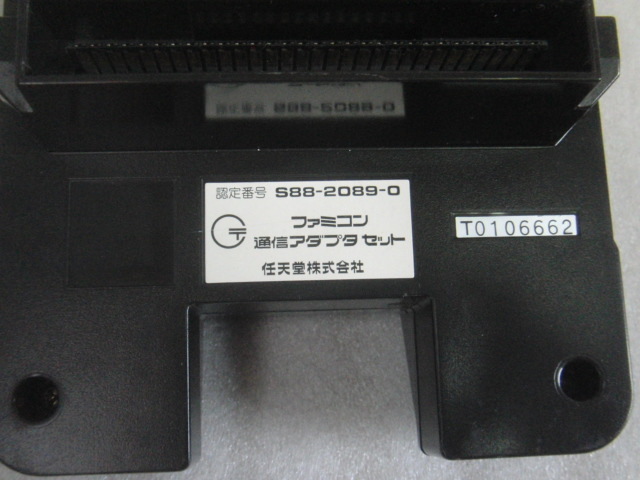 認定番号 S88-2089-0
〒
ファミコン
通信アダプタセット
任天堂株式会社
T0106662